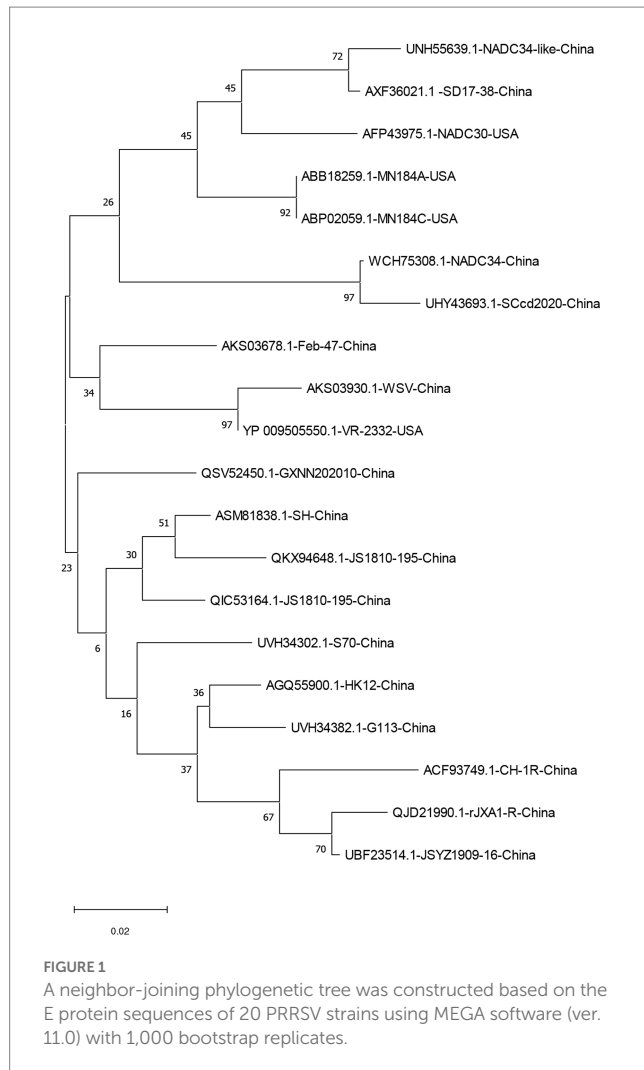 UNH55639.1-NADC34-like-China
72
AXF36021.1 -SD17-38-China
45
AFP43975.1-NADC30-USA
45
ABB18259.1-MN184A-USA
92
ABP02059.1-MN184C-USA
26
WCH75308.1-NADC34-China
97
UHY43693.1-SCcd2020-China
AKS03678.1-Feb-47-China
34
AKS03930.1-WSV-China
97
YP 009505550.1-VR-2332-USA
QSV52450.1-GXNN202010-China
23
ASM81838.1-SH-China
51
QKX94648.1-JS1810-195-China
30
QIC53164.1-JS1810-195-China
6
UVH34302.1-S70-China
16
AGQ55900.1-HK12-China
36
UVH34382.1-G113-China
37
ACF93749.1-CH-1R-China
67
QJD21990.1-rJXA1-R-China
70
UBF23514.1-JSYZ1909-16-China
0.02
FIGURE 1
A neighbor-joining phylogenetic tree was constructed based on the
E protein sequences of 20 PRRSV strains using MEGA software (ver.
11.0) with 1,000 bootstrap replicates.